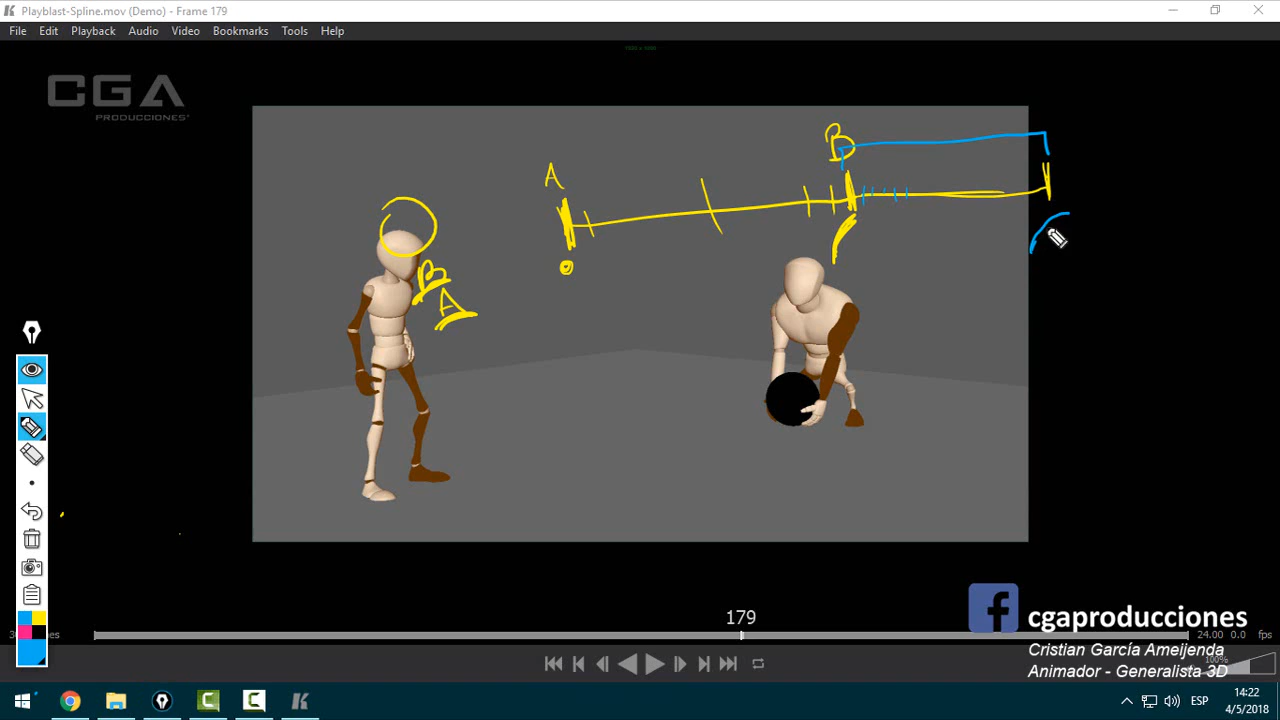 Playblast-Spline.mov (Demo) - Frame 179
File Edit Playback Audio Video Bookmarks Tools Help
CGA
PRODUCCIONES
A
B
B
A
f
cgaproducciones
Cristian García Ameijenda
Animador - Generalista 3D
179
24.00 0.0 fps
100%
ESP
14:22
4/5/2018